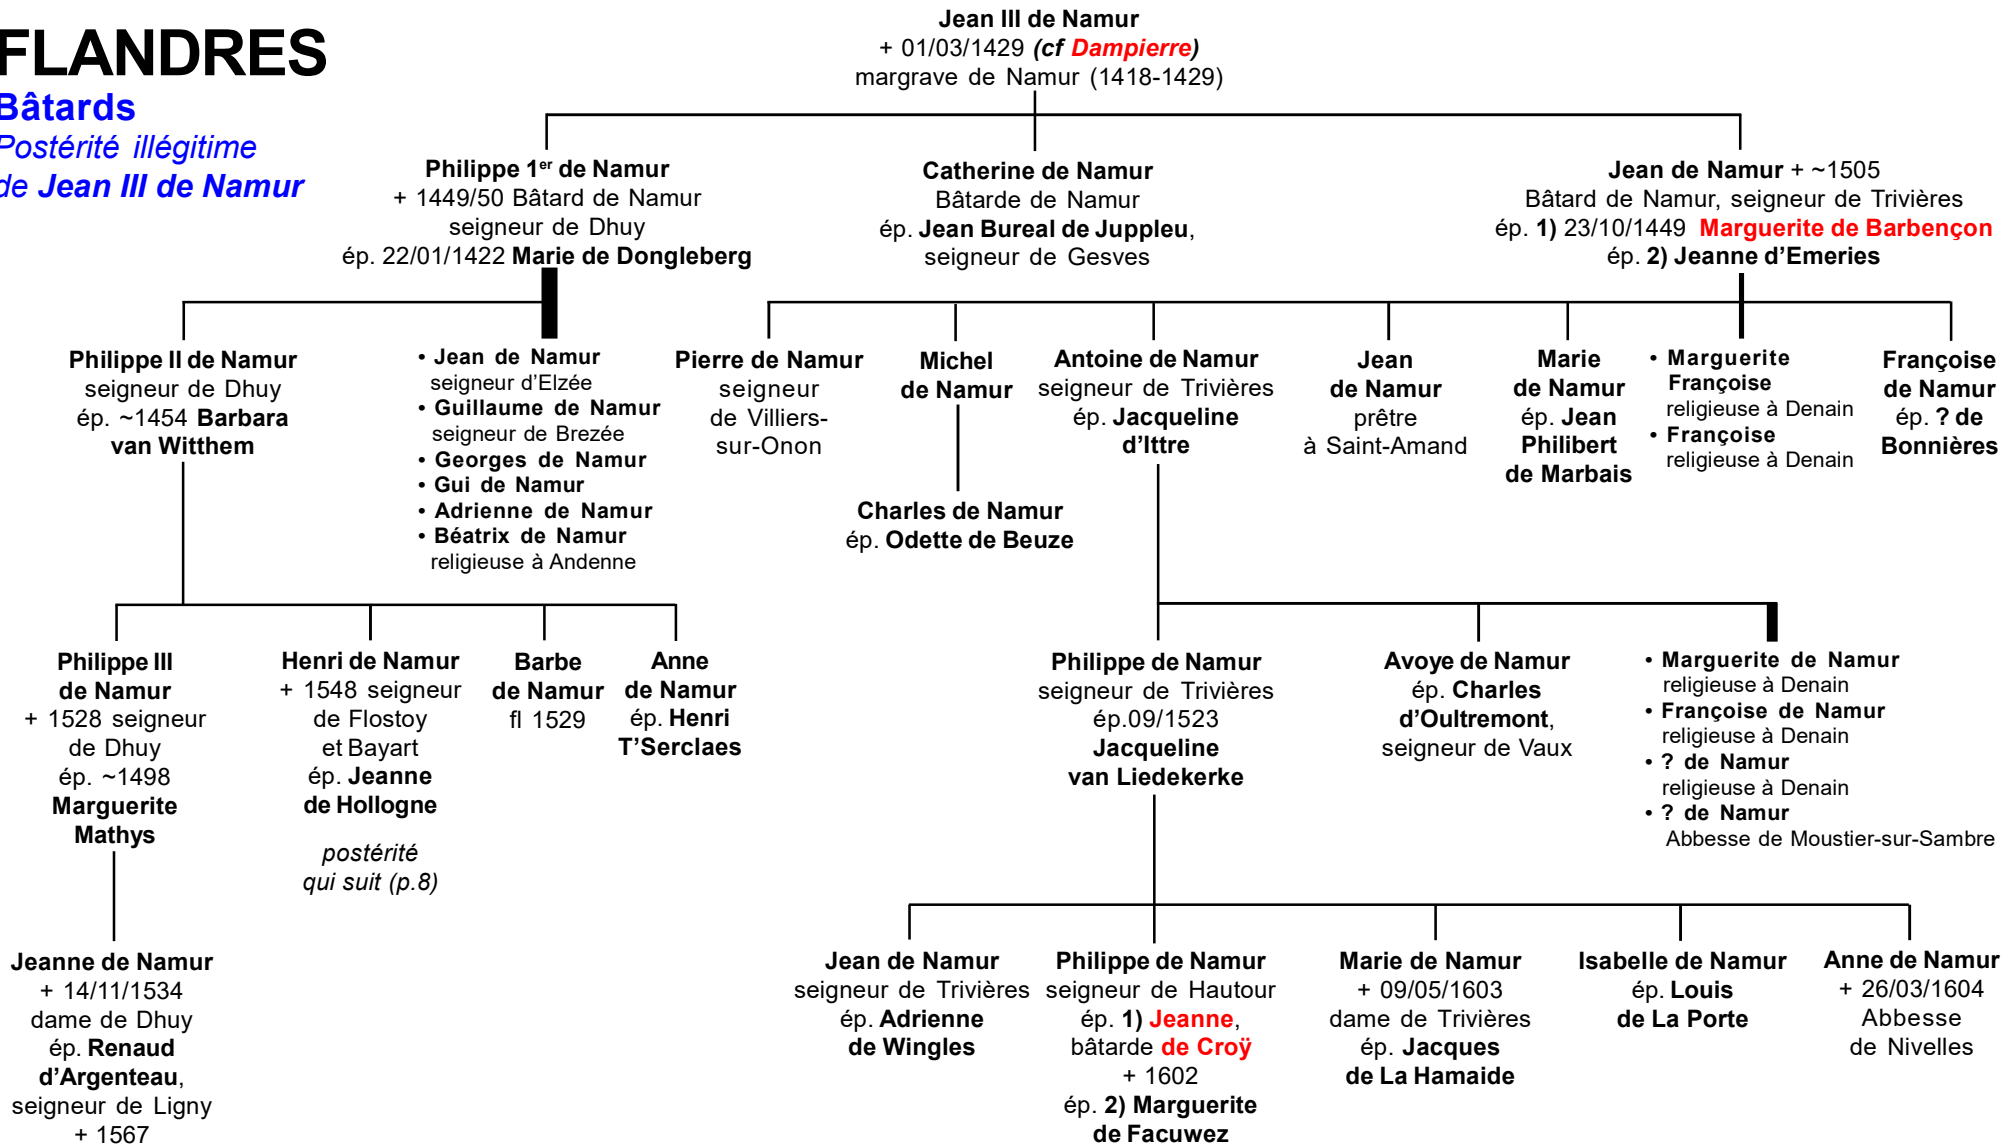 FLANDRES
Bâtards
Postérité illégitime
de Jean III de Namur
Jean III de Namur
+ 01/03/1429 (cf Dampierre)
margrave de Namur (1418-1429)
Philippe 1er de Namur
+ 1449/50 Bâtard de Namur
seigneur de Dhuy
ép. 22/01/1422 Marie de Dongleberg
Catherine de Namur
Bâtarde de Namur
ép. Jean Bureal de Juppleu,
seigneur de Gesves
Jean de Namur + ~1505
Bâtard de Namur, seigneur de Trivières
ép. 1) 23/10/1449 Marguerite de Barbençon
ép. 2) Jeanne d’Emeries
Philippe II de Namur
seigneur de Dhuy
ép. ~1454 Barbara
van Witthem
• Jean de Namur
seigneur d’Elzée
• Guillaume de Namur
seigneur de Brezée
• Georges de Namur
• Gui de Namur
• Adrienne de Namur
• Béatrix de Namur
religieuse à Andenne
Pierre de Namur
seigneur
de Villiers-
sur-Onon
Michel
de Namur
Antoine de Namur
seigneur de Trivières
ép. Jacqueline
d’Ittre
Jean
de Namur
prêtre
à Saint-Amand
Marie
de Namur
ép. Jean
Philibert
de Marbais
• Marguerite
Françoise
religieuse à Denain
• Françoise
religieuse à Denain
Françoise
de Namur
ép. ? de
Bonnières
Charles de Namur
ép. Odette de Beuze
Philippe III
de Namur
+ 1528 seigneur
de Dhuy
ép. ~1498
Marguerite
Mathys
Henri de Namur
+ 1548 seigneur
de Flostoy
et Bayart
ép. Jeanne
de Hollogne
postérité
qui suit (p.8)
Barbe
de Namur
fl 1529
Anne
de Namur
ép. Henri
T’Serclaes
Philippe de Namur
seigneur de Trivières
ép.09/1523
Jacqueline
van Liedekerke
Avoye de Namur
ép. Charles
d’Oultremont,
seigneur de Vaux
• Marguerite de Namur
religieuse à Denain
• Françoise de Namur
religieuse à Denain
• ? de Namur
religieuse à Denain
• ? de Namur
Abbesse de Moustier-sur-Sambre
Jeanne de Namur
+ 14/11/1534
dame de Dhuy
ép. Renaud
d’Argenteau,
seigneur de Ligny
+ 1567
Jean de Namur
seigneur de Trivières
ép. Adrienne
de Wingles
Philippe de Namur
seigneur de Hautour
ép. 1) Jeanne,
bâtarde de Croÿ
+ 1602
ép. 2) Marguerite
de Facuwez
Marie de Namur
+ 09/05/1603
dame de Trivières
ép. Jacques
de La Hamaide
Isabelle de Namur
ép. Louis
de La Porte
Anne de Namur
+ 26/03/1604
Abbesse
de Nivelles